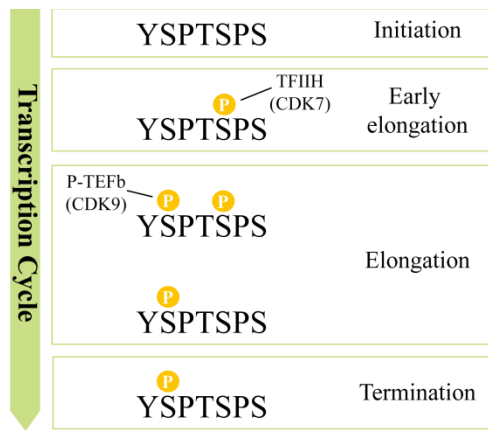 Transcription Cycle
YSPTSPS
Initiation
P
TFIIH
(CDK7)
YSPTSPS
Early
elongation
P-TEFb
(CDK9)
P
P
YSPTSPS
P
YSPTSPS
Elongation
P
YSPTSPS
Termination